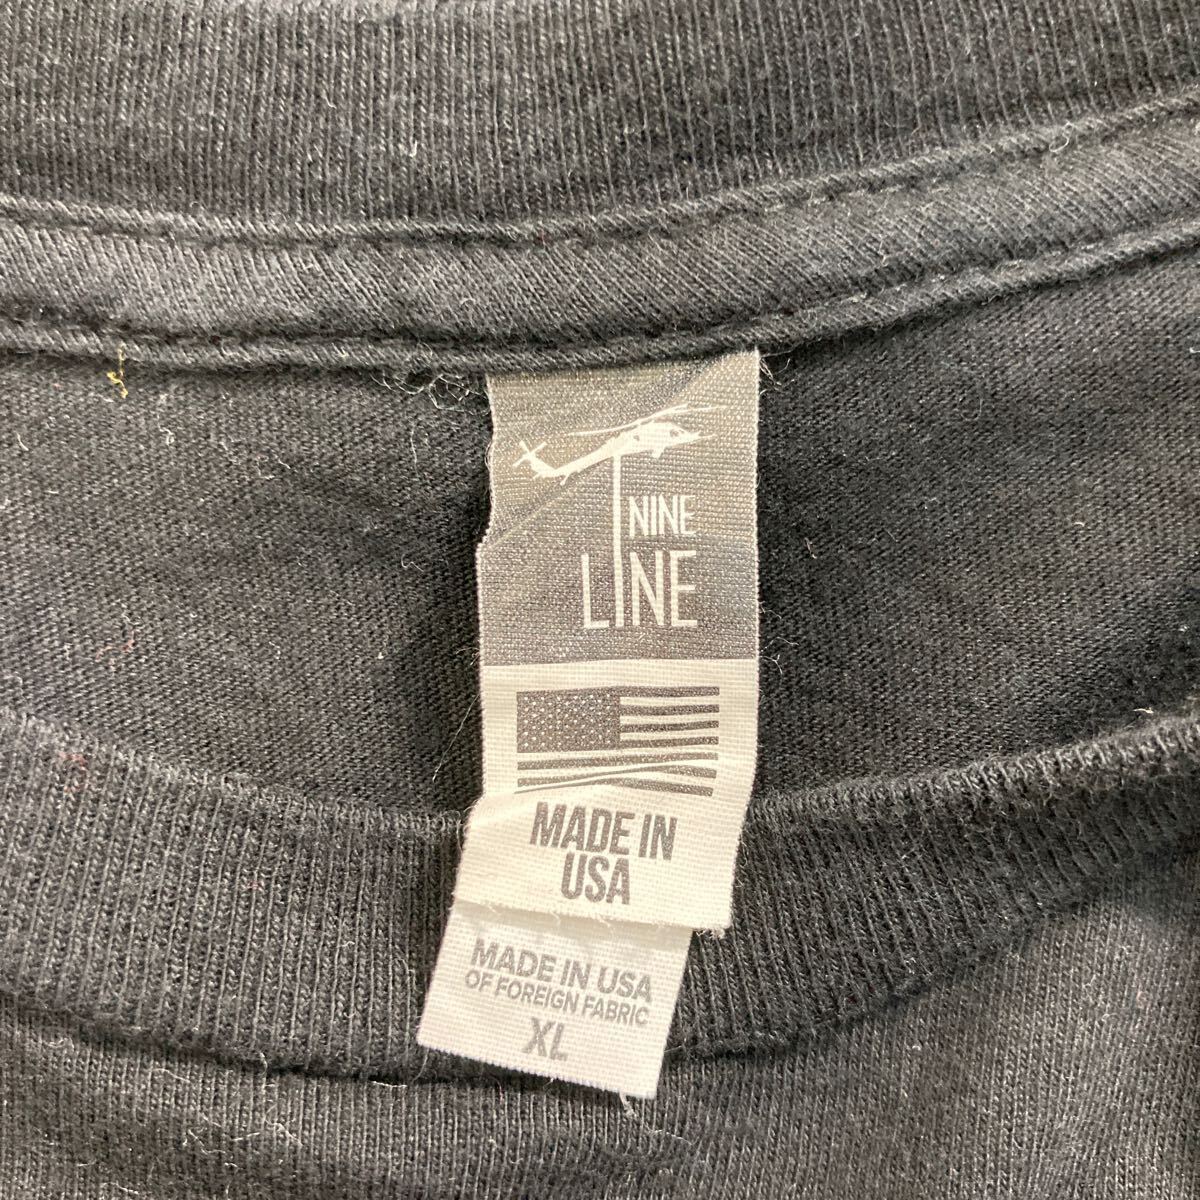 NINE
LINE
MADE IN
USA
MADE IN USA
OF FOREIGN FABRIC
XL